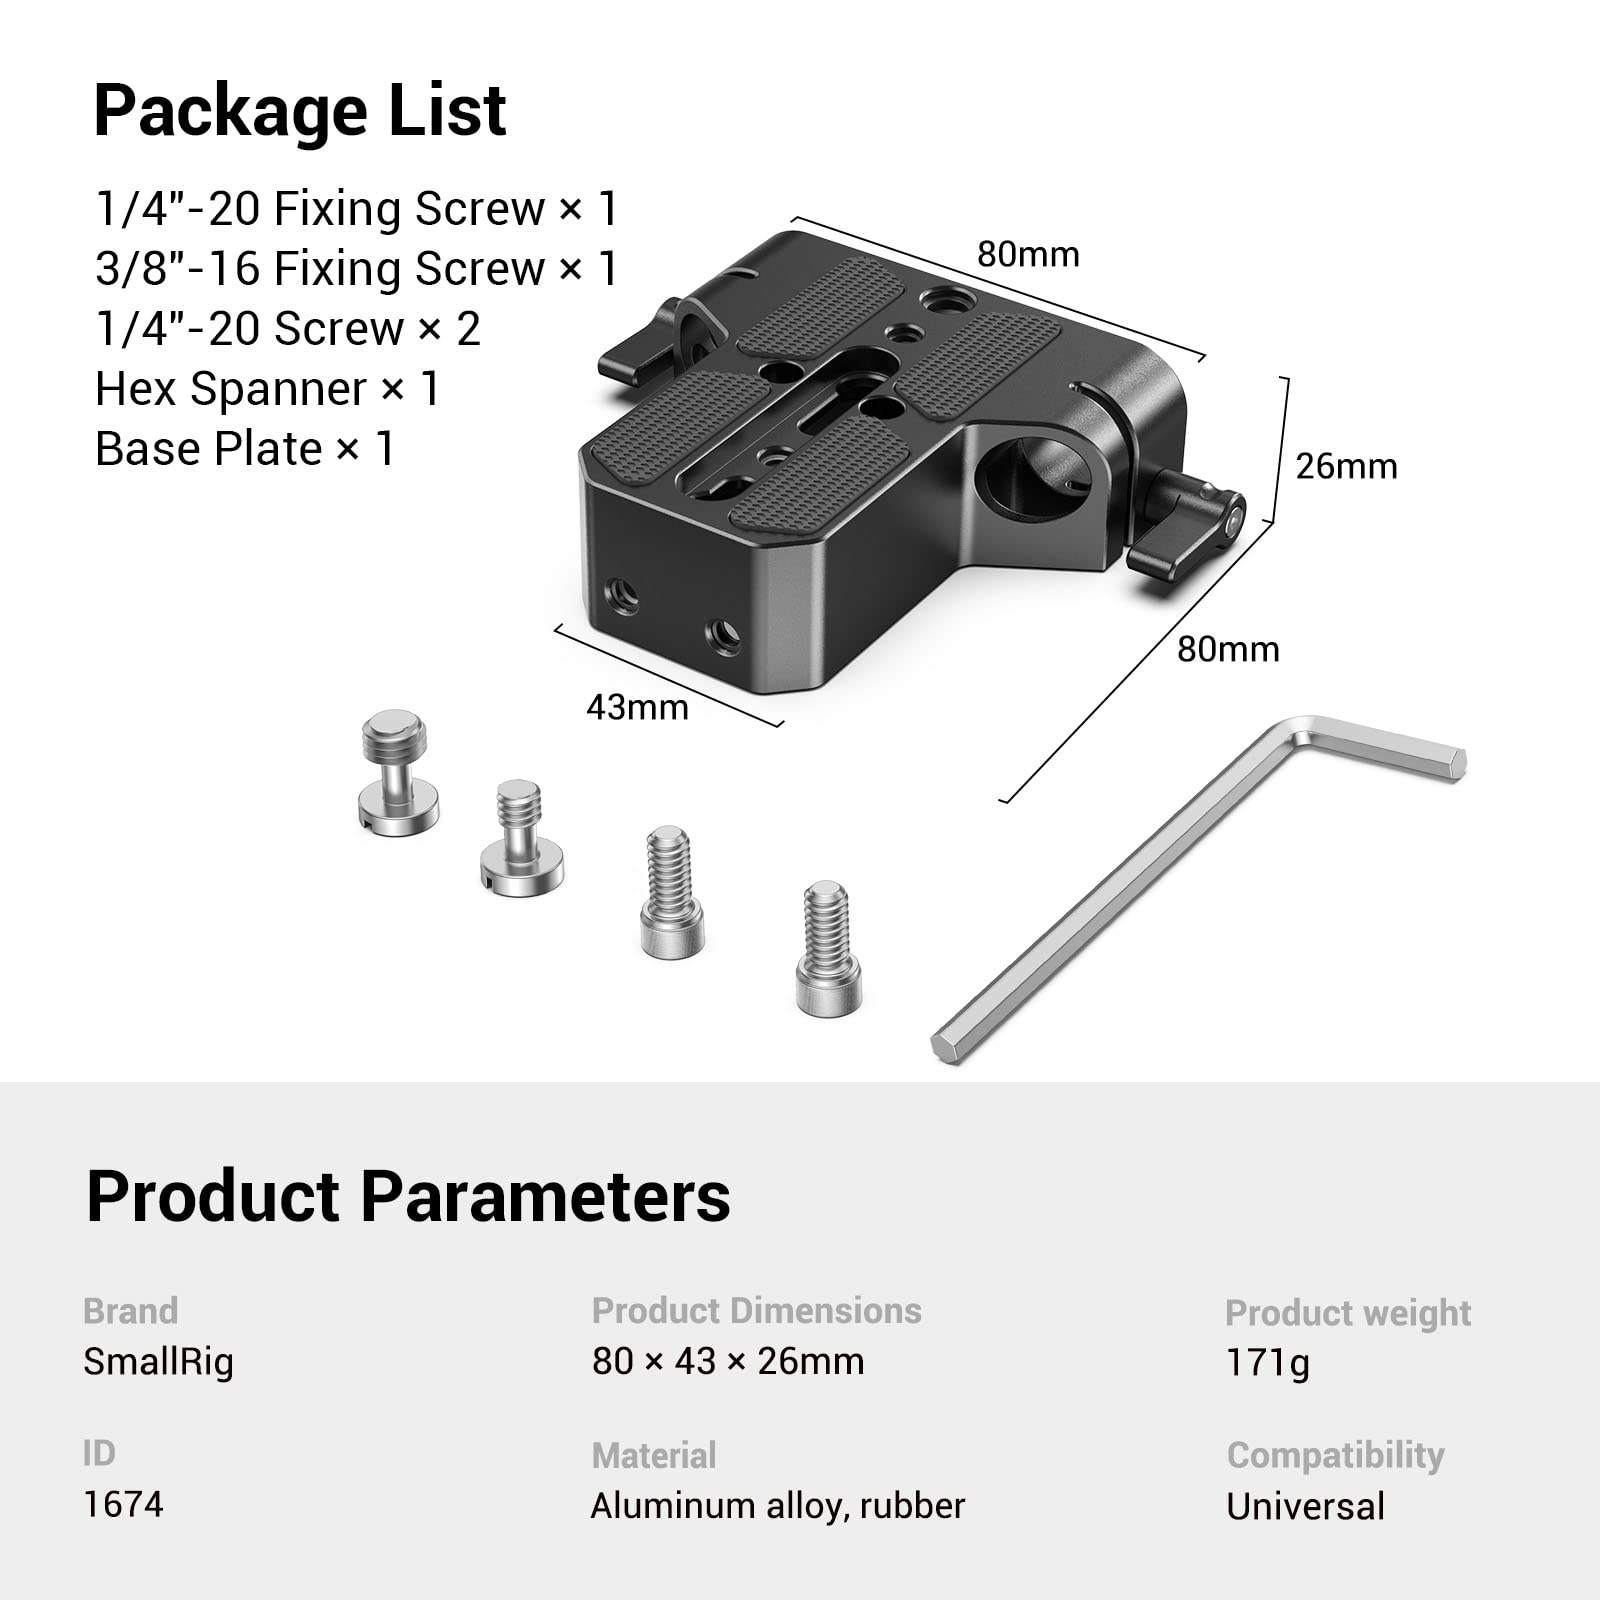 Package List
1/4"-20 Fixing Screw × 1
3/8"-16 Fixing Screw × 1
1/4"-20 Screw × 2
Hex Spanner × 1
Base Plate × 1
80mm
26mm
80mm
43mm
Product Parameters
Brand
SmallRig
Product Dimensions
80 × 43 × 26mm
Product weight
171g
ID
1674
Material
Aluminum alloy, rubber
Compatibility
Universal